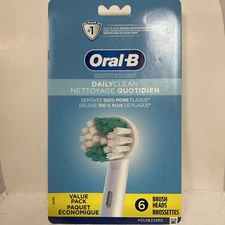 #1
Oral-B
DAILYCLEAN
NETTOYAGE QUOTIDIEN
REMOVES 100% MORE PLAQUE*
DÉLOGE 100 % PLUS DE PLAQUE*
VALUE
PACK
PAQUET
ÉCONOMIQUE
6 BRUSH
HEADS
BROSSETTES